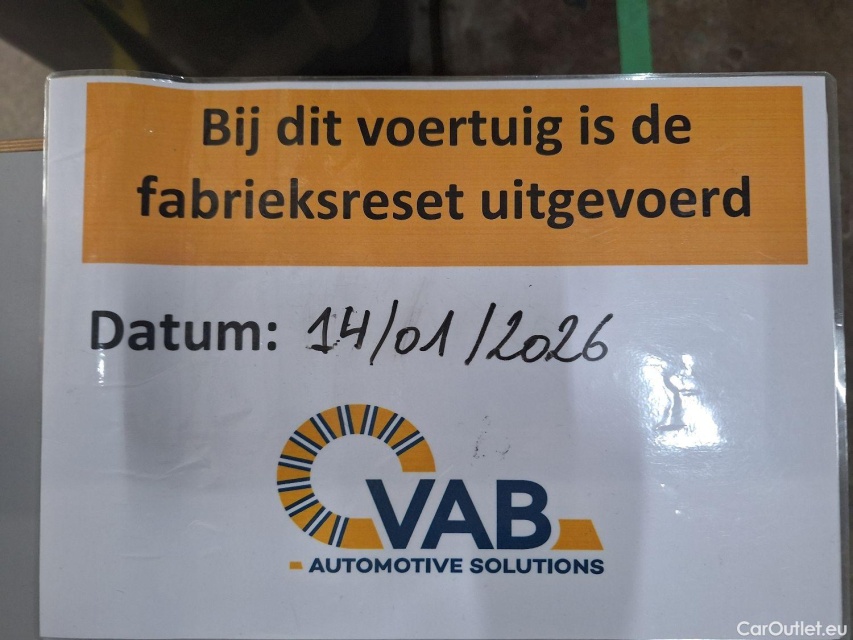 Bij dit voertuig is de
fabrieksreset uitgevoerd
Datum: 14/01/2026
VAB
AUTOMOTIVE SOLUTIONS
CarOutlet.eu